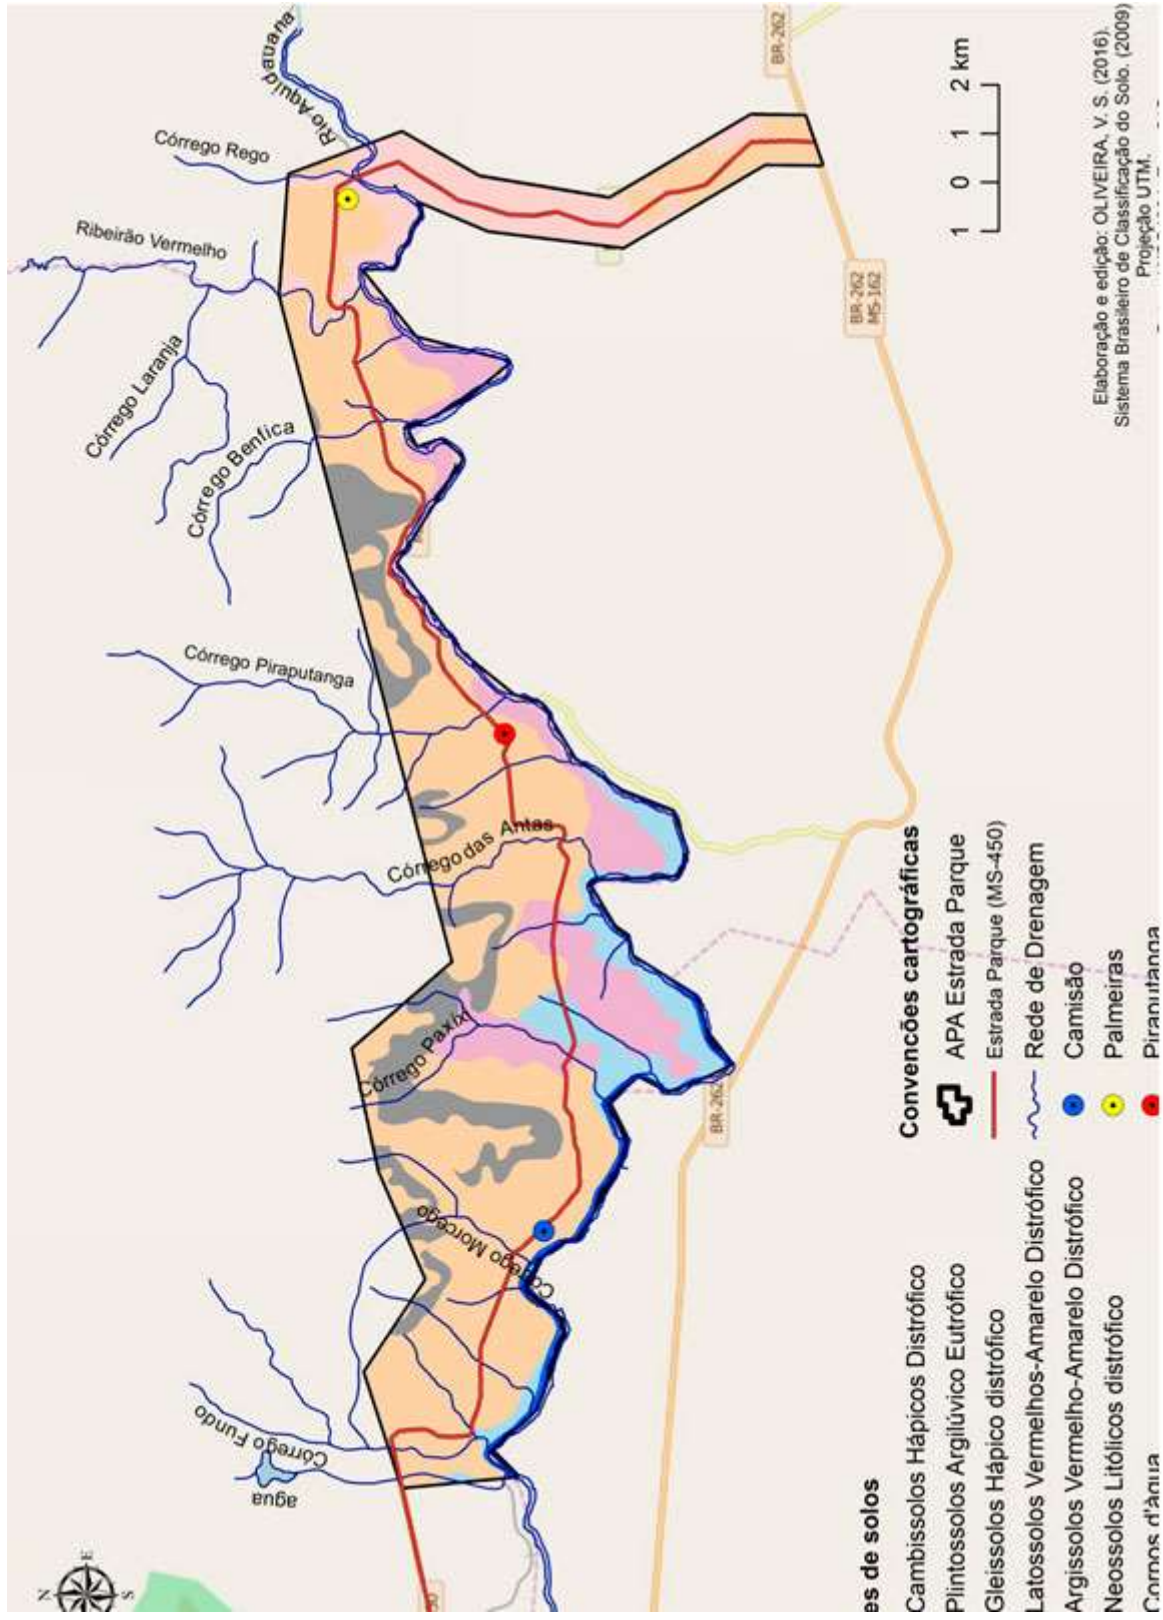 Rio Aquidauana
Córrego Rego
Ribeirão Vermelho
Córrego Laranja
Córrego Benfica
Córrego Piraputanga
Córrego das Antas
Córrego Paxixi
Córrego Morcego
Córrego Fundo
agua
BR-262
BR-262
MS-162
BR-262
N
E
S
1 0 1 2 km
es de solos
Cambissolos Hápicos Distrófico
Plintossolos Argilúvico Eutrófico
Gleissolos Hápico distrófico
Latossolos Vermelhos-Amarelo Distrófico
Argissolos Vermelho-Amarelo Distrófico
Neossolos Litólicos distrófico
Corpos d'àgua
Convencões cartográficas
APA Estrada Parque
Estrada Parque (MS-450)
Rede de Drenagem
Camisão
Palmeiras
Piraputanga
Elaboração e edição: OLIVEIRA, V. S. (2016).
Sistema Brasileiro de Classificação do Solo. (2009)
Projeção UTM.